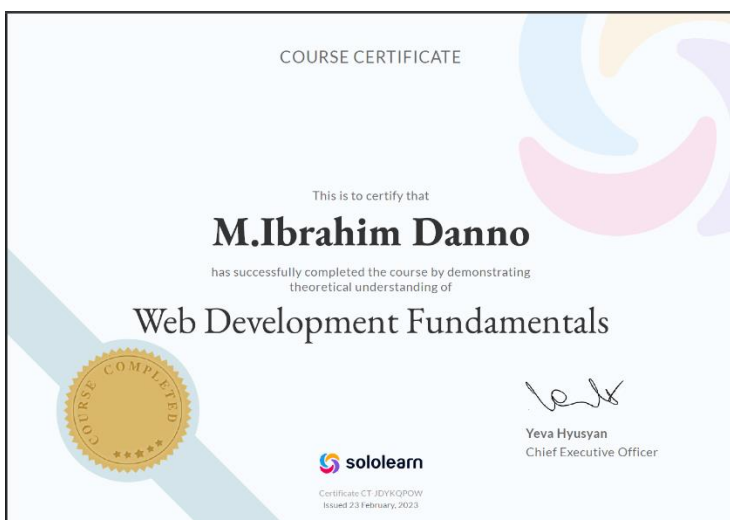 COURSE CERTIFICATE
This is to certify that
M.Ibrahim Danno
has successfully completed the course by demonstrating
theoretical understanding of
Web Development Fundamentals
COURSE COMPLETED
Yeva Hyusyan
Chief Executive Officer
sololearn
Certificate CT-JDYKQPOW
Issued 23 February, 2023